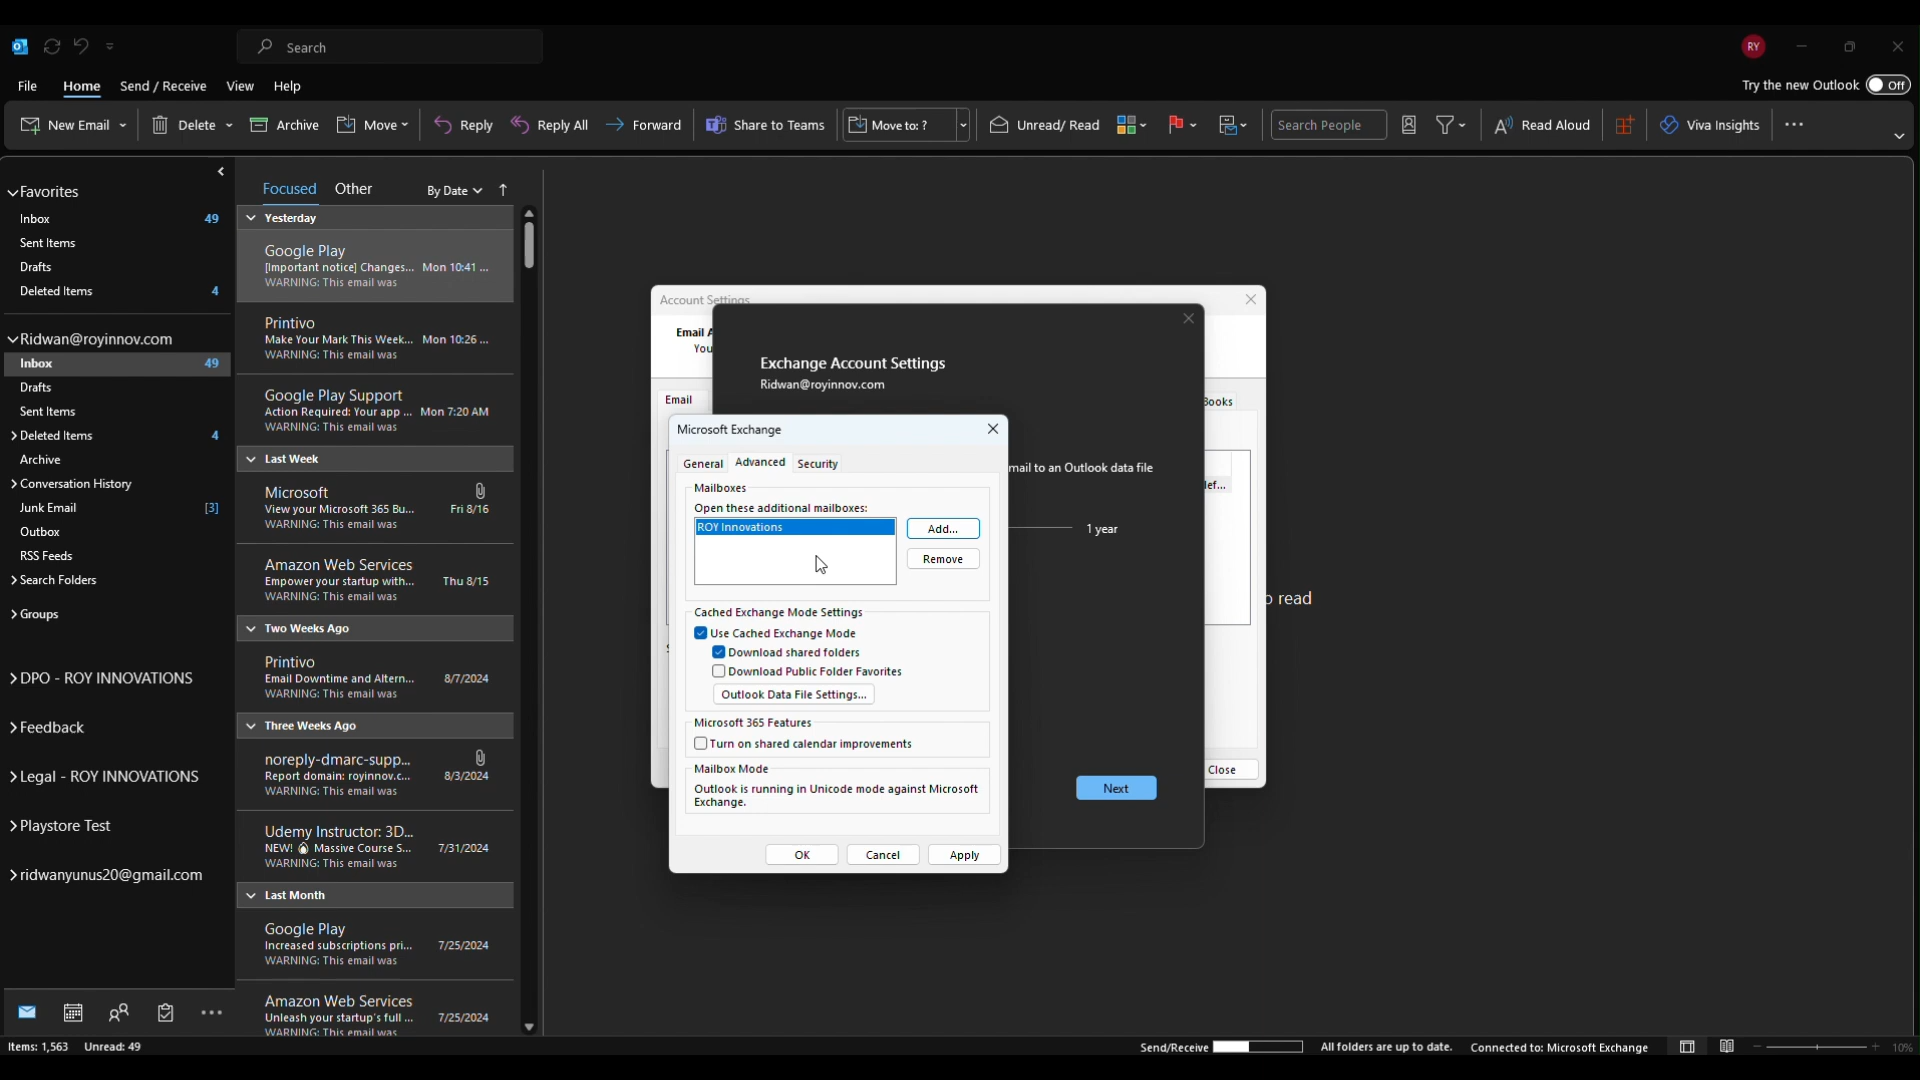 Search
RY
File Home Send / Receive View Help
Try the new Outlook Off
New Email Delete Archive Move Reply Reply All Forward Share to Teams Move to: ? Unread/ Read Search People Read Aloud Viva Insights
Favorites
Inbox 49
Sent Items
Drafts
Deleted Items 4
Ridwan@royinnov.com
Inbox 49
Drafts
Sent Items
Deleted Items 4
Archive
Conversation History
Junk Email [3]
Outbox
RSS Feeds
Search Folders
Groups
DPO - ROY INNOVATIONS
Feedback
Legal - ROY INNOVATIONS
Playstore Test
ridwanyunus20@gmail.com
Focused Other By Date
Yesterday
Google Play
[Important notice] Changes... Mon 10:41 ...
WARNING: This email was
Printivo
Make Your Mark This Week... Mon 10:26 ...
WARNING: This email was
Google Play Support
Action Required: Your app ... Mon 7:20 AM
WARNING: This email was
Last Week
Microsoft
View your Microsoft 365 Bu... Fri 8/16
WARNING: This email was
Amazon Web Services
Empower your startup with... Thu 8/15
WARNING: This email was
Two Weeks Ago
Printivo
Email Downtime and Altern... 8/7/2024
WARNING: This email was
Three Weeks Ago
noreply-dmarc-supp...
Report domain: royinnov.c... 8/3/2024
WARNING: This email was
Udemy Instructor: 3D...
NEW! Massive Course S... 7/31/2024
WARNING: This email was
Last Month
Google Play
Increased subscriptions pri... 7/25/2024
WARNING: This email was
Amazon Web Services
Unleash your startup's full ... 7/25/2024
WARNING: This email was
Account Settings
Email A
You
Email
Books
lef...
Close
o read
Exchange Account Settings
Ridwan@royinnov.com
mail to an Outlook data file
1 year
Next
Microsoft Exchange
General Advanced Security
Mailboxes
Open these additional mailboxes:
ROY Innovations
Add...
Remove
Cached Exchange Mode Settings
Use Cached Exchange Mode
Download shared folders
Download Public Folder Favorites
Outlook Data File Settings...
Microsoft 365 Features
Turn on shared calendar improvements
Mailbox Mode
Outlook is running in Unicode mode against Microsoft
Exchange.
OK Cancel Apply
Items: 1,563 Unread: 49
Send/Receive All folders are up to date. Connected to: Microsoft Exchange 10%